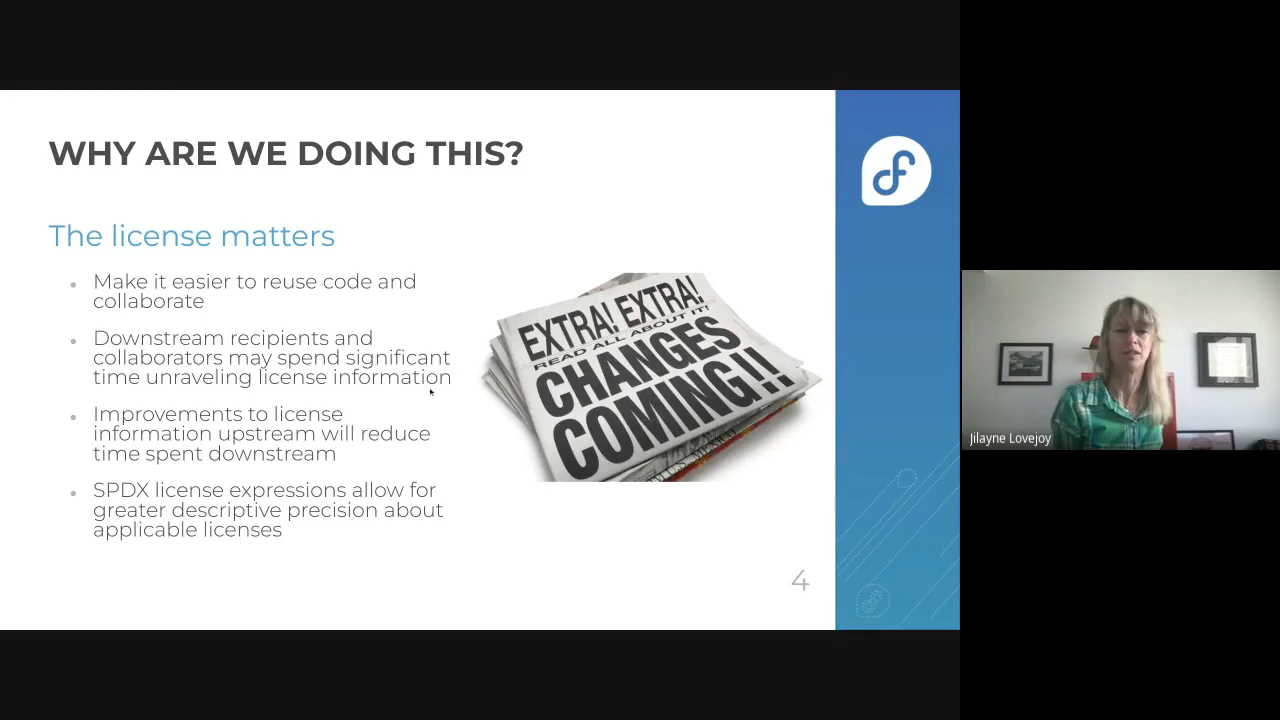 WHY ARE WE DOING THIS?
The license matters
Make it easier to reuse code and
collaborate
Downstream recipients and
collaborators may spend significant
time unraveling license information
Improvements to license
information upstream will reduce
time spent downstream
SPDX license expressions allow for
greater descriptive precision about
applicable licenses
EXTRA! EXTRA!
READ ALL ABOUT IT!
CHANGES
COMING!!
4
Jilayne Lovejoy